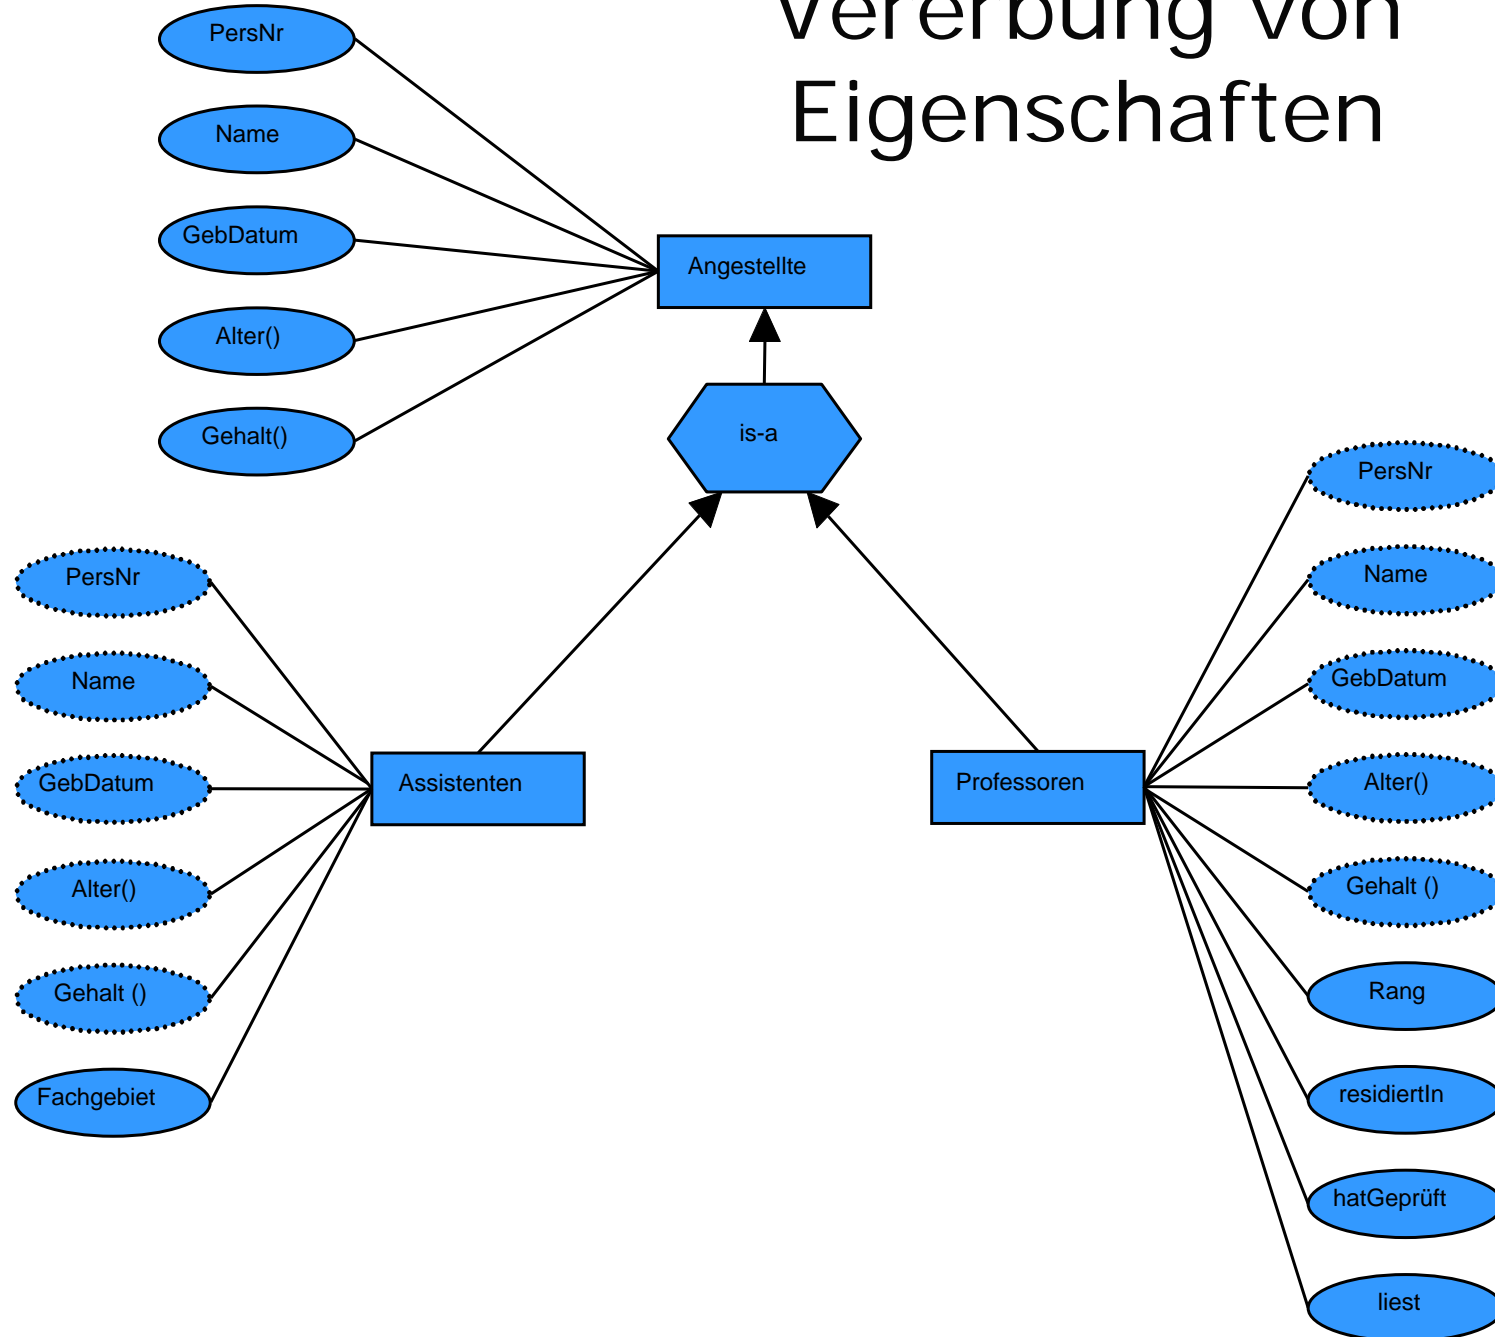 Vererbung von
Eigenschaften
PersNr
Name
GebDatum
Alter()
Gehalt()
Angestellte
is-a
PersNr
Name
GebDatum
Alter()
Gehalt ()
Fachgebiet
Assistenten
Professoren
PersNr
Name
GebDatum
Alter()
Gehalt ()
Rang
residiertIn
hatGeprüft
liest